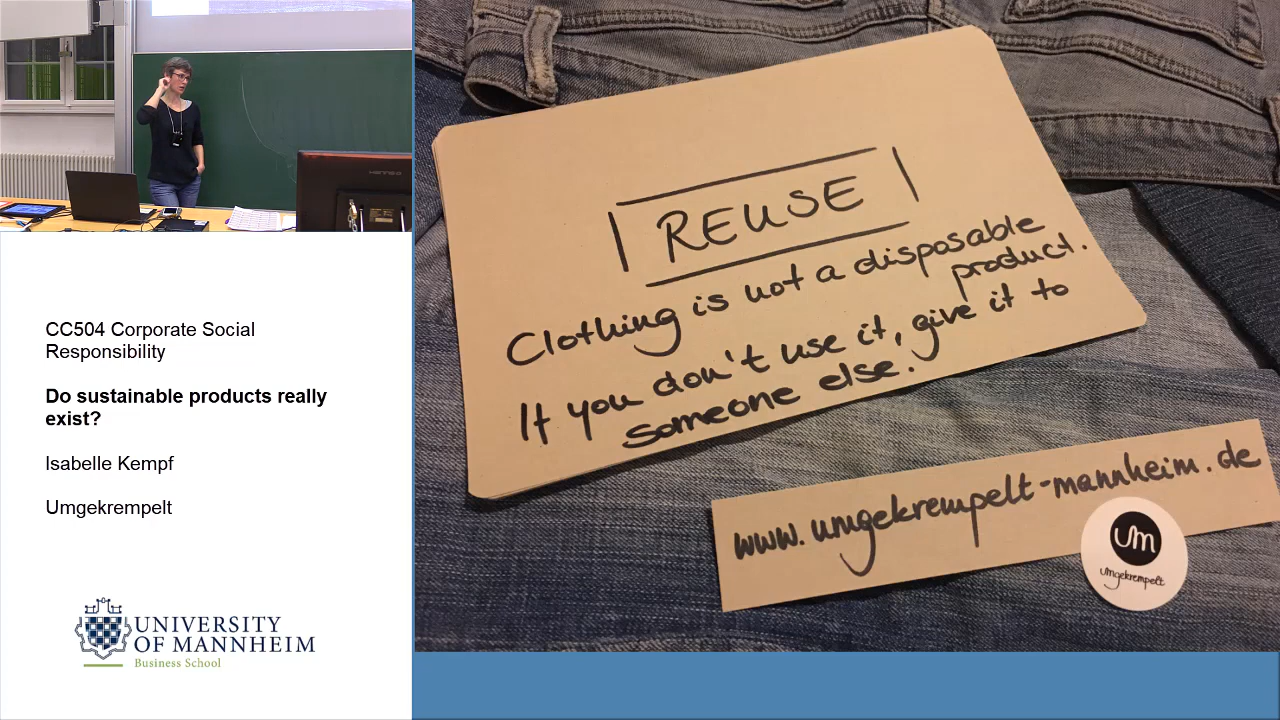 CC504 Corporate Social
Responsibility
Do sustainable products really
exist?
Isabelle Kempf
Umgekrempelt
UNIVERSITY
OF MANNHEIM
Business School
REUSE
Clothing is not a disposable
product.
If you don't use it, give it to
someone else.
www.umgekrempelt-mannheim.de
um
umgekrempelt